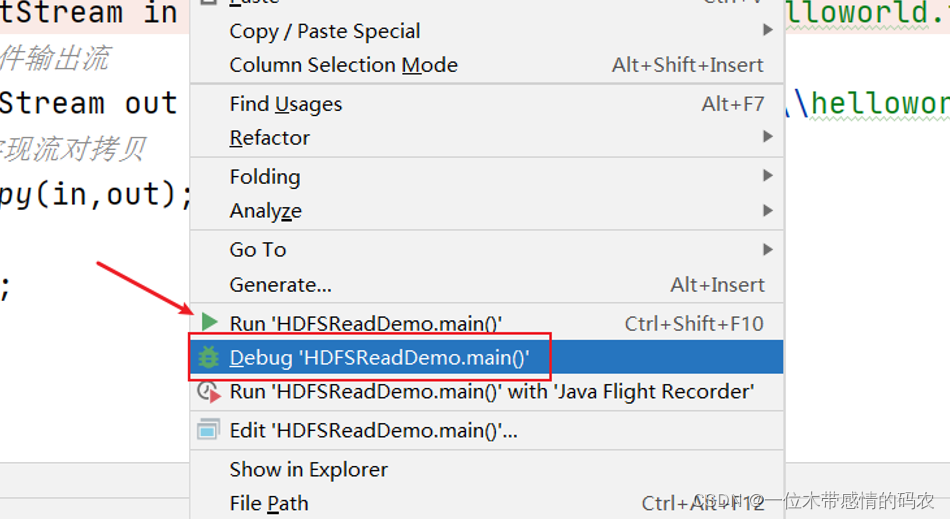 Paste Ctrl+V
tStream in
lloworld.
Copy / Paste Special
件输出流
Column Selection Mode Alt+Shift+Insert
Stream out
\\hellowor
Find Usages Alt+F7
Refactor
现流对拷贝
Folding
py(in,out);
Analyze
Go To
Generate... Alt+Insert
;
Run 'HDFSReadDemo.main()' Ctrl+Shift+F10
Debug 'HDFSReadDemo.main()'
Run 'HDFSReadDemo.main()' with 'Java Flight Recorder'
Edit 'HDFSReadDemo.main()'...
Show in Explorer
File Path Ctrl+Alt+F12
CSDN @一位木带感情的码农